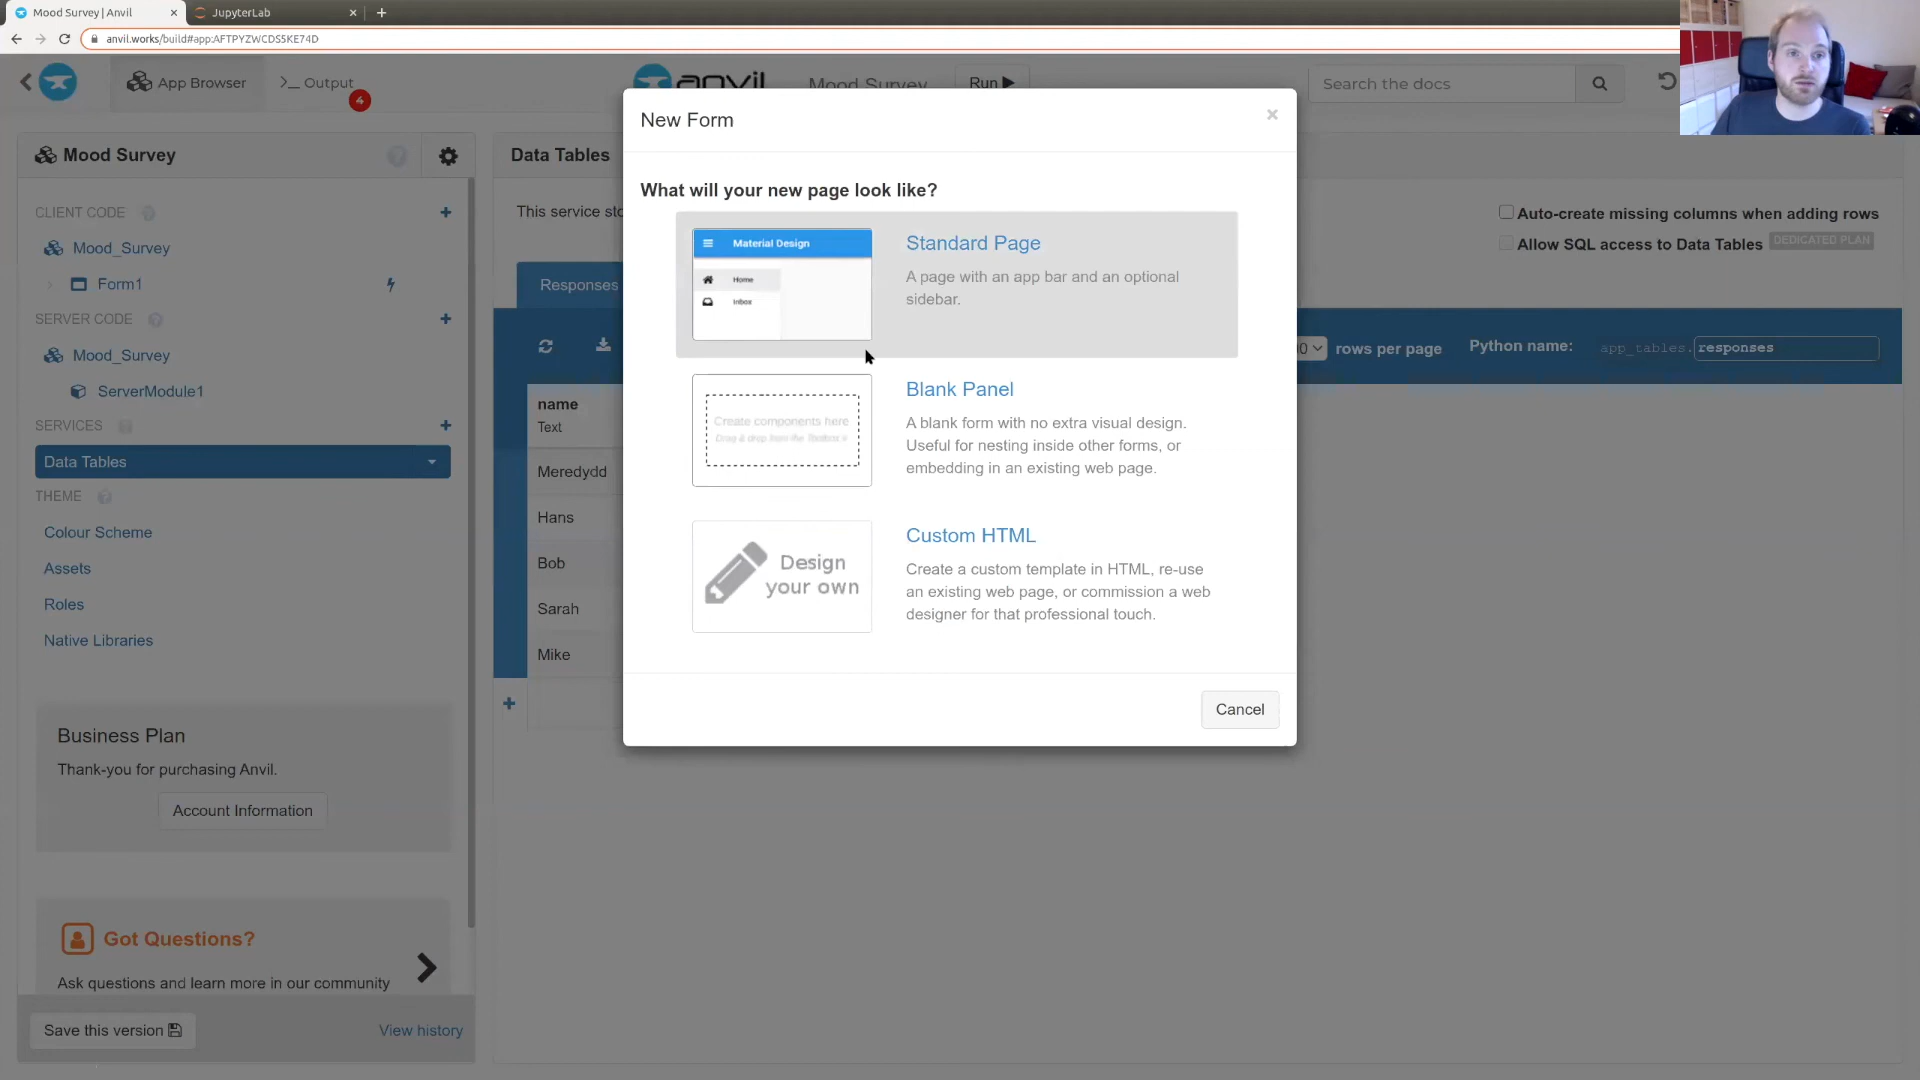 Mood Survey | Anvil
JupyterLab
anvil.works/build#app:AFTPYZWCDS5KE74D
App Browser
>_ Output
4
anvil
Mood Survey
Run
Search the docs
Mood Survey
CLIENT CODE
Mood_Survey
Form1
SERVER CODE
Mood_Survey
ServerModule1
SERVICES
Data Tables
THEME
Colour Scheme
Assets
Roles
Native Libraries
Business Plan
Thank-you for purchasing Anvil.
Account Information
Got Questions?
Ask questions and learn more in our community
Save this version
View history
Data Tables
This service
Auto-create missing columns when adding rows
Allow SQL access to Data Tables DEDICATED PLAN
Responses
rows per page
Python name:
app_tables.responses
name
Text
Meredydd
Hans
Bob
Sarah
Mike
New Form
×
What will your new page look like?
Material Design
Home
Inbox
Standard Page
A page with an app bar and an optional
sidebar.
Create components here
Drag & drop from the Toolbox
Blank Panel
A blank form with no extra visual design.
Useful for nesting inside other forms, or
embedding in an existing web page.
Design
your own
Custom HTML
Create a custom template in HTML, re-use
an existing web page, or commission a web
designer for that professional touch.
Cancel